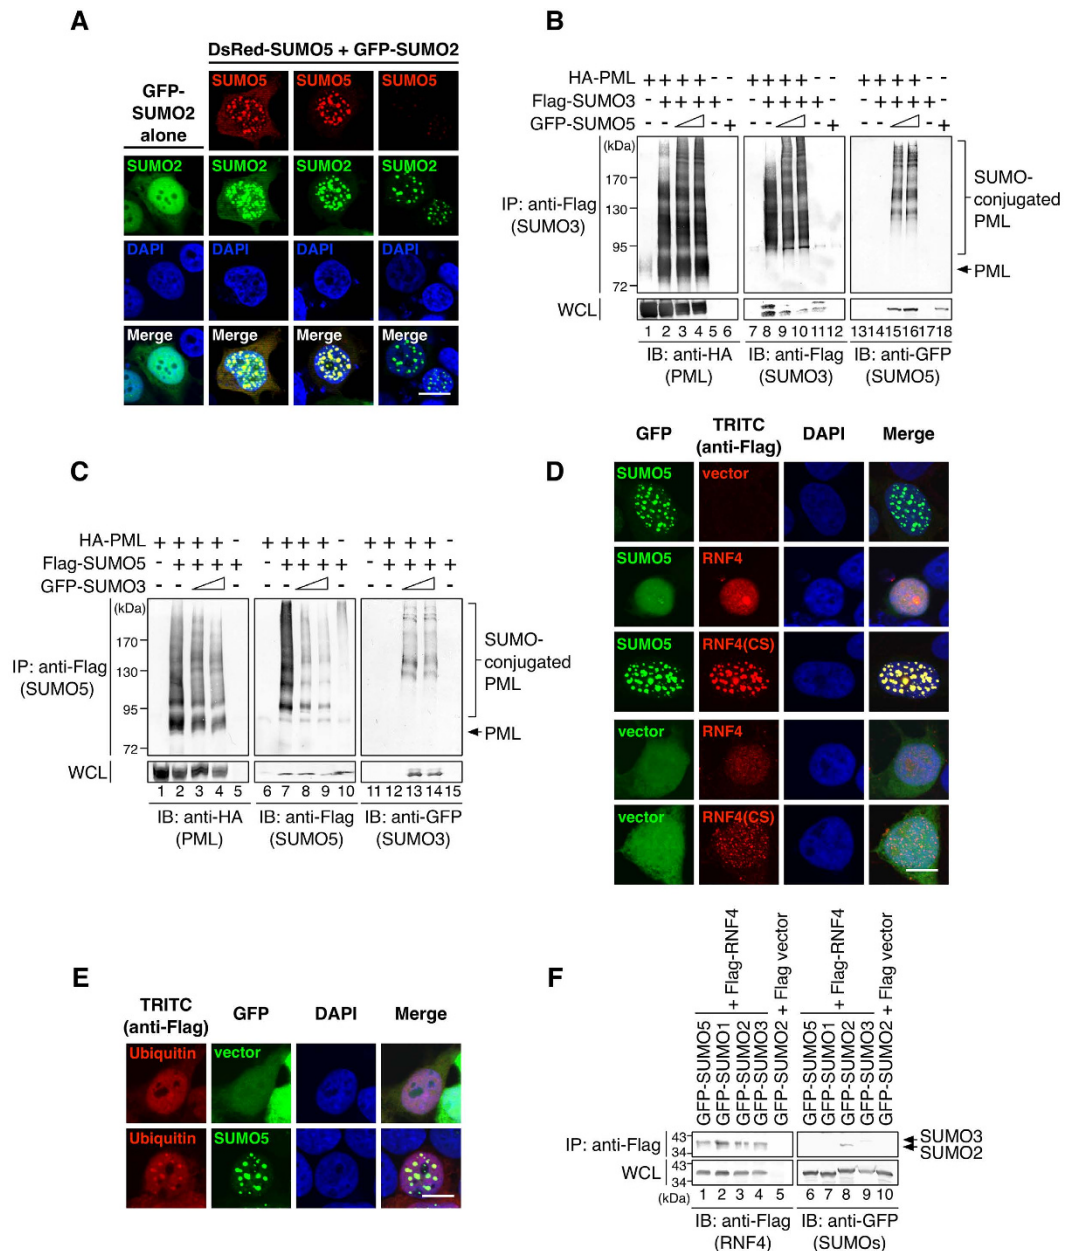 A
DsRed-SUMO5 + GFP-SUMO2
GFP-
SUMO2
alone
SUMO5 SUMO5 SUMO5
SUMO2 SUMO2 SUMO2 SUMO2
DAPI DAPI DAPI DAPI
Merge Merge Merge Merge
B
HA-PML + + + + - - + + + + - - + + + + - -
Flag-SUMO3 - + + + + - - + + + + - - + + + + -
GFP-SUMO5 - - - + - - - + - - - +
(kDa)
170
130
95
72
IP: anti-Flag
(SUMO3)
SUMO-
conjugated
PML
PML
WCL
1 2 3 4 5 6 7 8 9 10 11 12 13 14 15 16 17 18
IB: anti-HA
(PML)
IB: anti-Flag
(SUMO3)
IB: anti-GFP
(SUMO5)
C
HA-PML + + + + - + + + + - + + + + -
Flag-SUMO5 - + + + + - + + + + - + + + +
GFP-SUMO3 - - - - - - - - -
(kDa)
170
130
95
72
IP: anti-Flag
(SUMO5)
SUMO-
conjugated
PML
PML
WCL
1 2 3 4 5 6 7 8 9 10 11 12 13 14 15
IB: anti-HA
(PML)
IB: anti-Flag
(SUMO5)
IB: anti-GFP
(SUMO3)
D
GFP TRITC (anti-Flag) DAPI Merge
SUMO5 vector
SUMO5 RNF4
SUMO5 RNF4(CS)
vector RNF4
vector RNF4(CS)
E
TRITC (anti-Flag) GFP DAPI Merge
Ubiquitin vector
Ubiquitin SUMO5
F
+ Flag-RNF4
+ Flag-RNF4
GFP-SUMO5
GFP-SUMO1
GFP-SUMO2
GFP-SUMO3
GFP-SUMO2 + Flag vector
GFP-SUMO5
GFP-SUMO1
GFP-SUMO2
GFP-SUMO3
GFP-SUMO2 + Flag vector
IP: anti-Flag
43
34
SUMO3
SUMO2
WCL
43
34
(kDa)
1 2 3 4 5 6 7 8 9 10
IB: anti-Flag
(RNF4)
IB: anti-GFP
(SUMOs)